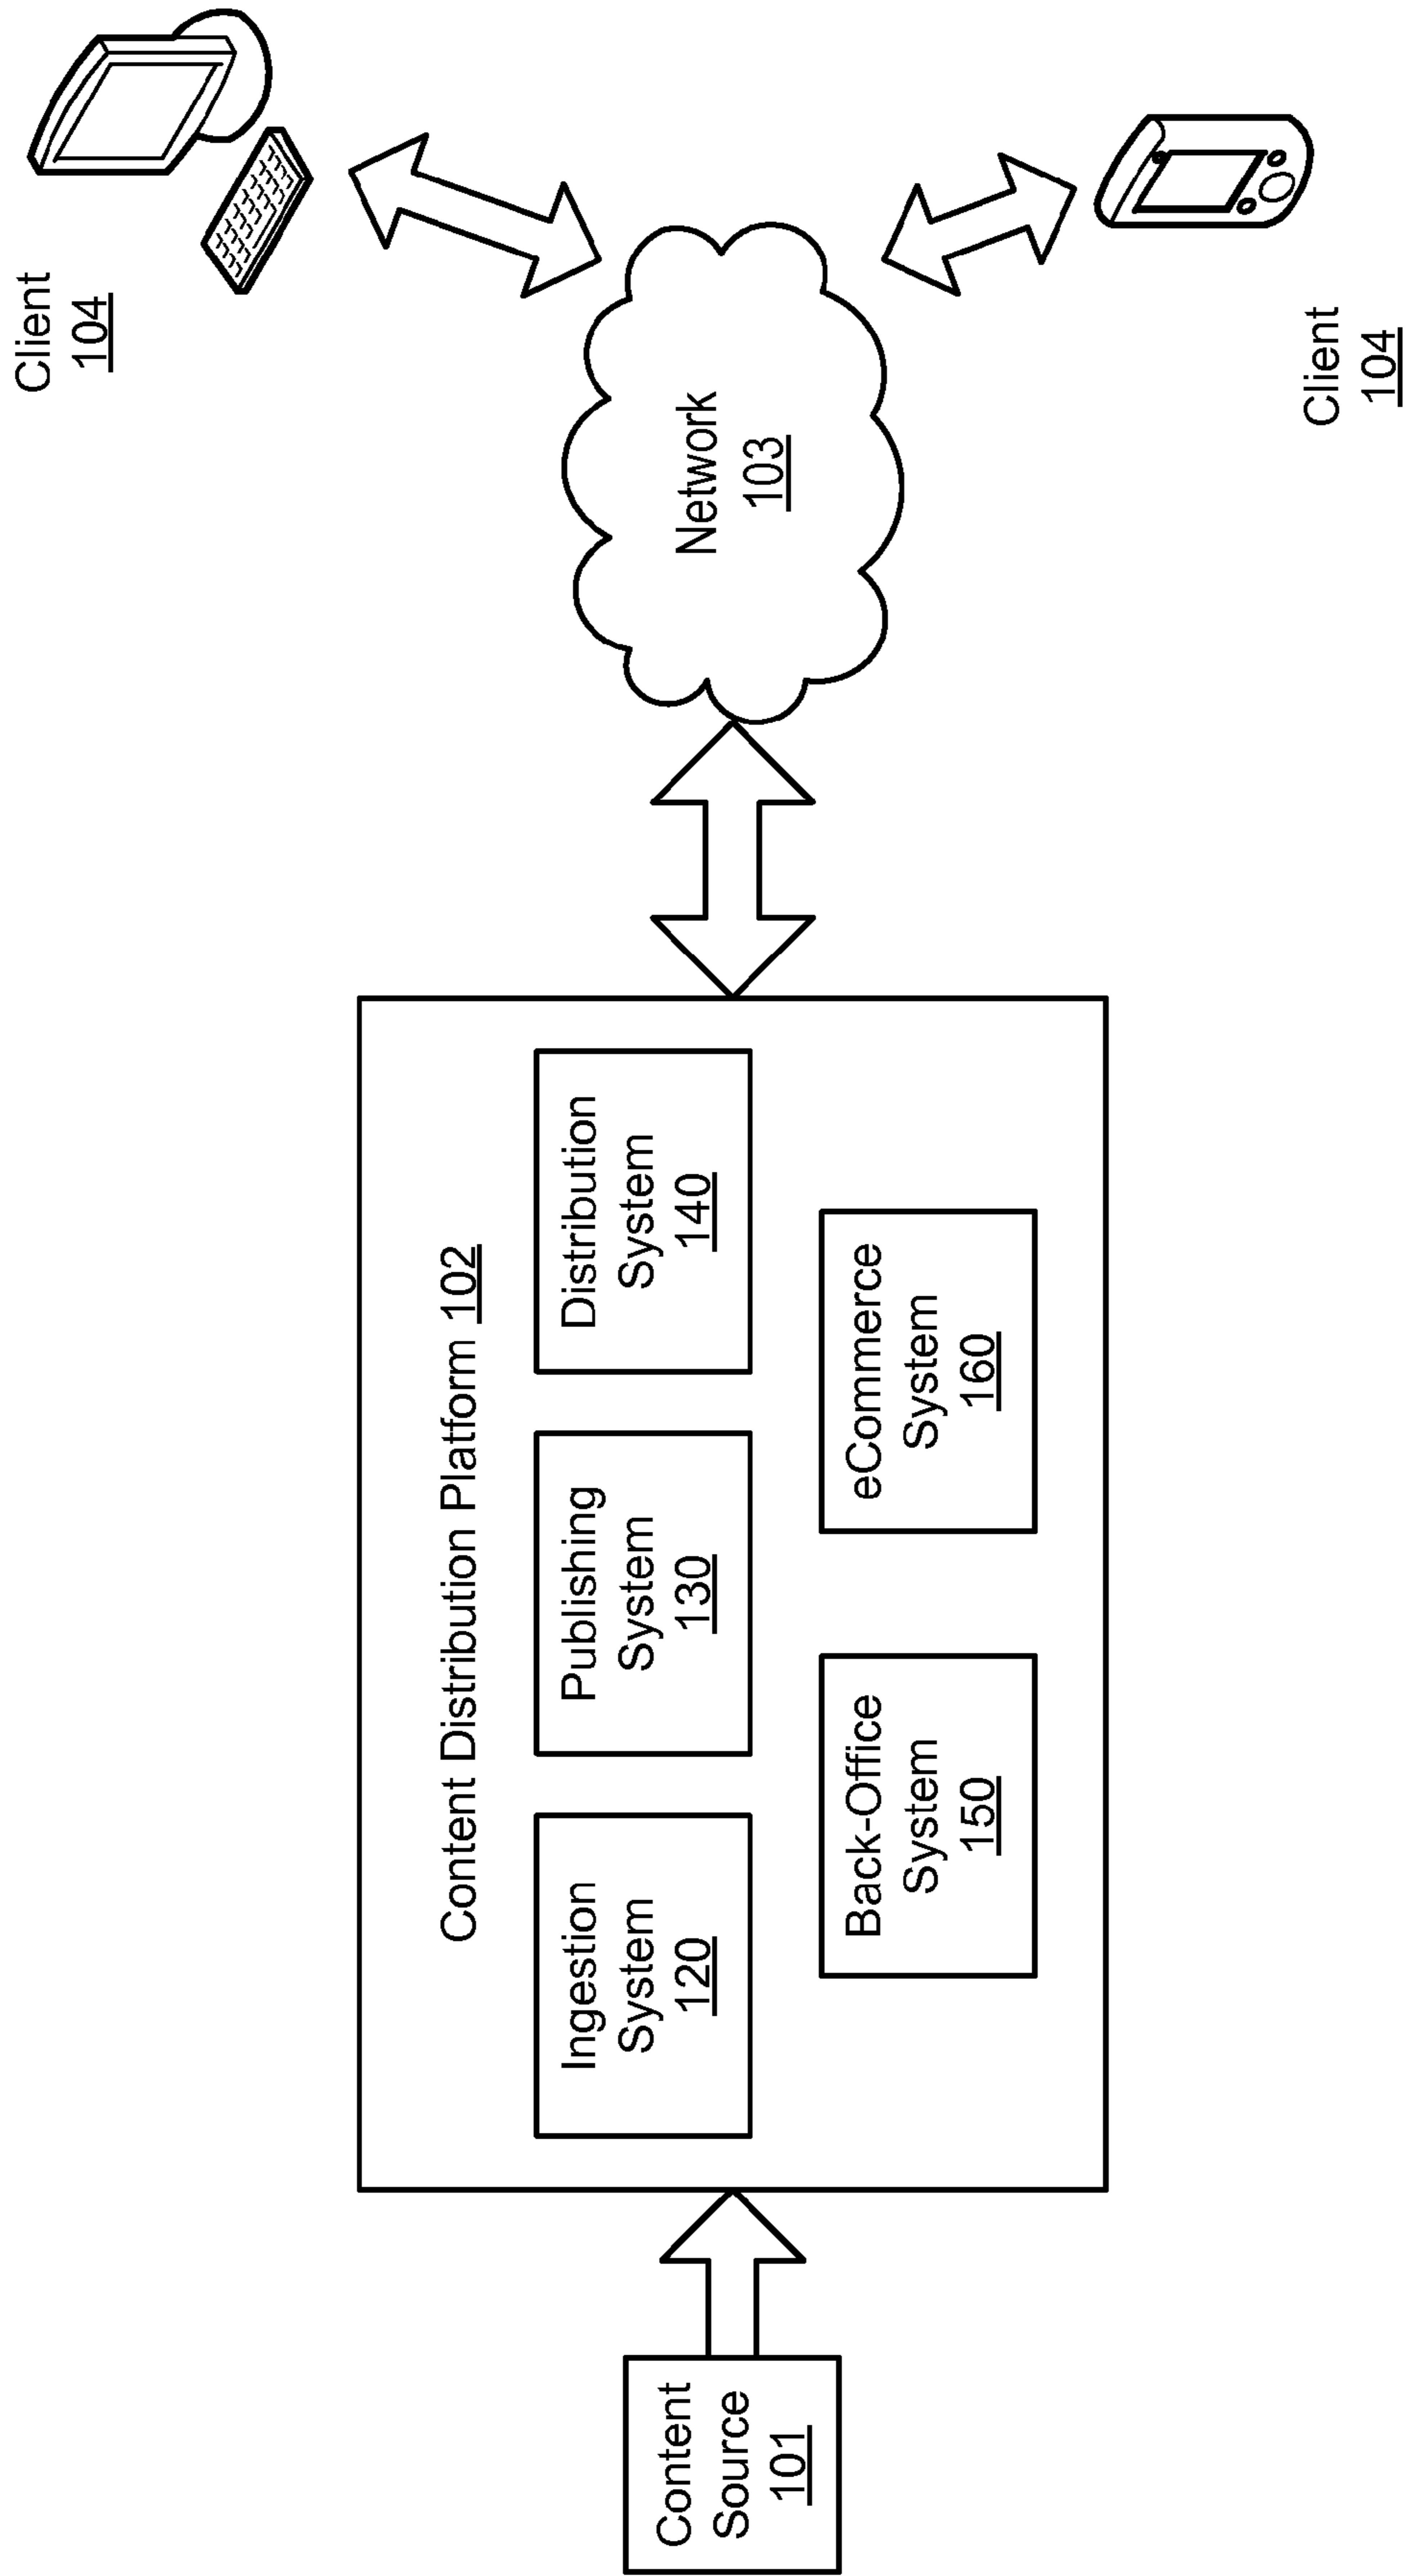 Content
Source
101
Content Distribution Platform 102
Ingestion
System
120
Publishing
System
130
Distribution
System
140
Back-Office
System
150
eCommerce
System
160
Network
103
Client
104
Client
104